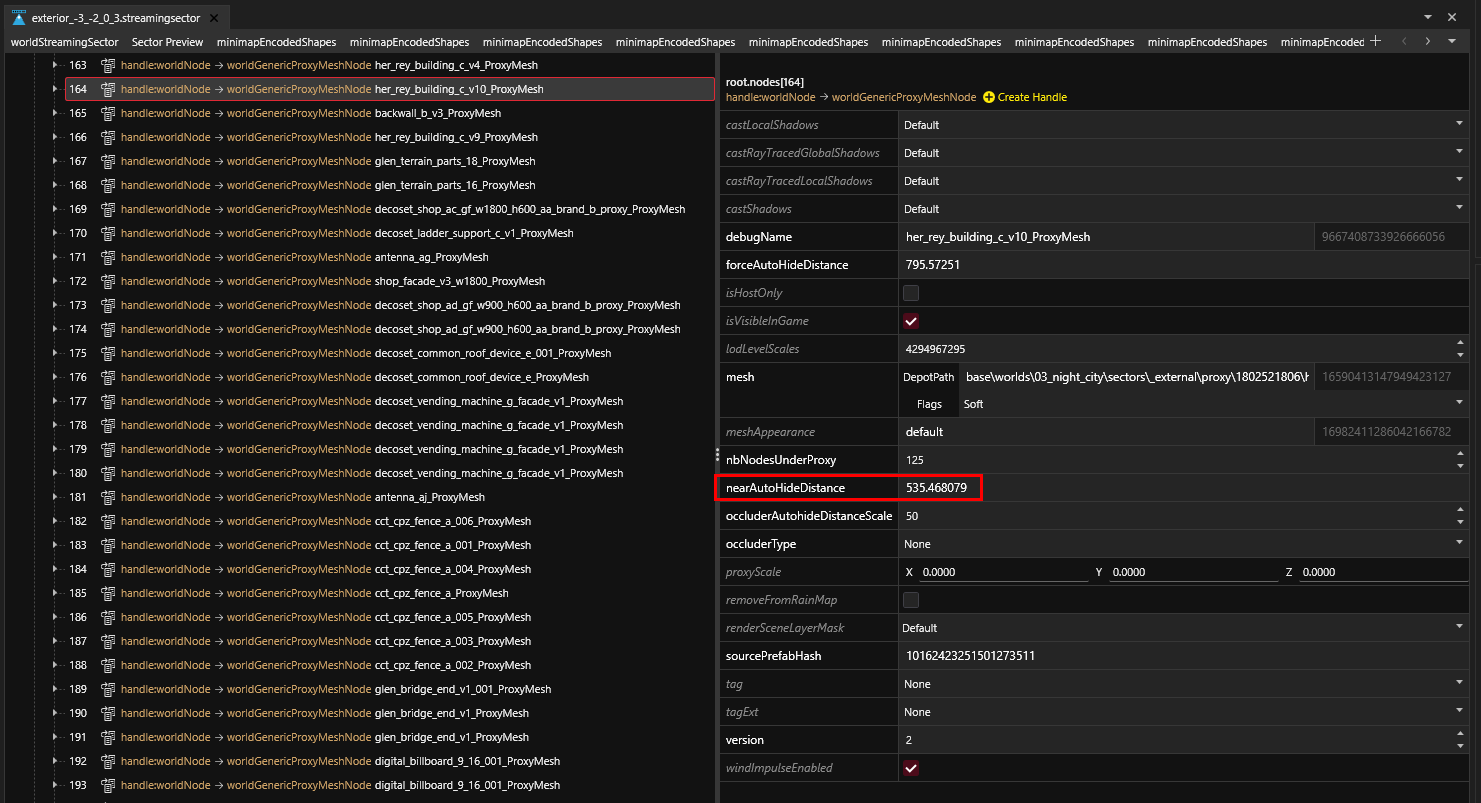 exterior_-3_-2_0_3.streamingsector
worldStreamingSector Sector Preview minimapEncodedShapes minimapEncodedShapes minimapEncodedShapes minimapEncodedShapes minimapEncodedShapes minimapEncodedShapes minimapEncodedShapes minimapEncodedShapes minimapEncoded
163 handle:worldNode → worldGenericProxyMeshNode her_rey_building_c_v4_ProxyMesh
164 handle:worldNode → worldGenericProxyMeshNode her_rey_building_c_v10_ProxyMesh
165 handle:worldNode → worldGenericProxyMeshNode backwall_b_v3_ProxyMesh
166 handle:worldNode → worldGenericProxyMeshNode her_rey_building_c_v9_ProxyMesh
167 handle:worldNode → worldGenericProxyMeshNode glen_terrain_parts_18_ProxyMesh
168 handle:worldNode → worldGenericProxyMeshNode glen_terrain_parts_16_ProxyMesh
169 handle:worldNode → worldGenericProxyMeshNode decoset_shop_ac_gf_w1800_h600_aa_brand_b_proxy_ProxyMesh
170 handle:worldNode → worldGenericProxyMeshNode decoset_ladder_support_c_v1_ProxyMesh
171 handle:worldNode → worldGenericProxyMeshNode antenna_ag_ProxyMesh
172 handle:worldNode → worldGenericProxyMeshNode shop_facade_v3_w1800_ProxyMesh
173 handle:worldNode → worldGenericProxyMeshNode decoset_shop_ad_gf_w900_h600_aa_brand_b_proxy_ProxyMesh
174 handle:worldNode → worldGenericProxyMeshNode decoset_shop_ad_gf_w900_h600_aa_brand_b_proxy_ProxyMesh
175 handle:worldNode → worldGenericProxyMeshNode decoset_common_roof_device_e_001_ProxyMesh
176 handle:worldNode → worldGenericProxyMeshNode decoset_common_roof_device_e_ProxyMesh
177 handle:worldNode → worldGenericProxyMeshNode decoset_vending_machine_g_facade_v1_ProxyMesh
178 handle:worldNode → worldGenericProxyMeshNode decoset_vending_machine_g_facade_v1_ProxyMesh
179 handle:worldNode → worldGenericProxyMeshNode decoset_vending_machine_g_facade_v1_ProxyMesh
180 handle:worldNode → worldGenericProxyMeshNode decoset_vending_machine_g_facade_v1_ProxyMesh
181 handle:worldNode → worldGenericProxyMeshNode antenna_aj_ProxyMesh
182 handle:worldNode → worldGenericProxyMeshNode cct_cpz_fence_a_006_ProxyMesh
183 handle:worldNode → worldGenericProxyMeshNode cct_cpz_fence_a_001_ProxyMesh
184 handle:worldNode → worldGenericProxyMeshNode cct_cpz_fence_a_004_ProxyMesh
185 handle:worldNode → worldGenericProxyMeshNode cct_cpz_fence_a_ProxyMesh
186 handle:worldNode → worldGenericProxyMeshNode cct_cpz_fence_a_005_ProxyMesh
187 handle:worldNode → worldGenericProxyMeshNode cct_cpz_fence_a_003_ProxyMesh
188 handle:worldNode → worldGenericProxyMeshNode cct_cpz_fence_a_002_ProxyMesh
189 handle:worldNode → worldGenericProxyMeshNode glen_bridge_end_v1_001_ProxyMesh
190 handle:worldNode → worldGenericProxyMeshNode glen_bridge_end_v1_ProxyMesh
191 handle:worldNode → worldGenericProxyMeshNode glen_bridge_end_v1_ProxyMesh
192 handle:worldNode → worldGenericProxyMeshNode digital_billboard_9_16_001_ProxyMesh
193 handle:worldNode → worldGenericProxyMeshNode digital_billboard_9_16_001_ProxyMesh
root.nodes[164]
handle:worldNode → worldGenericProxyMeshNode Create Handle
castLocalShadows Default
castRayTracedGlobalShadows Default
castRayTracedLocalShadows Default
castShadows Default
debugName her_rey_building_c_v10_ProxyMesh 9667408733926666056
forceAutoHideDistance 795.57251
isHostOnly
isVisibleInGame
lodLevelScales 4294967295
mesh DepotPath base\worlds\03_night_city\sectors\_external\proxy\1802521806\h 16590413147949423127
Flags Soft
meshAppearance default 16982411286042166782
nbNodesUnderProxy 125
nearAutoHideDistance 535.468079
occluderAutohideDistanceScale 50
occluderType None
proxyScale X 0.0000 Y 0.0000 Z 0.0000
removeFromRainMap
renderSceneLayerMask Default
sourcePrefabHash 10162423251501273511
tag None
tagExt None
version 2
windImpulseEnabled